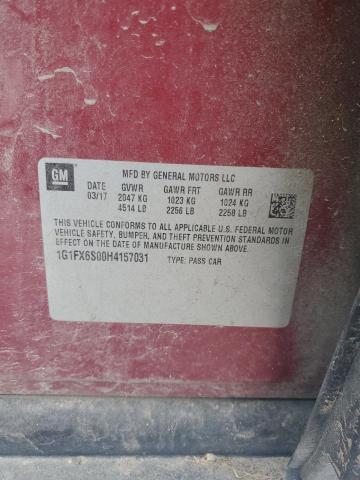 GM
MFD BY GENERAL MOTORS LLC
DATE GVWR GAWR FRT GAWR RR
03/17 2047 KG 1023 KG 1024 KG
4514 LB 2256 LB 2258 LB
THIS VEHICLE CONFORMS TO ALL APPLICABLE U.S. FEDERAL MOTOR
VEHICLE SAFETY, BUMPER, AND THEFT PREVENTION STANDARDS IN
EFFECT ON THE DATE OF MANUFACTURE SHOWN ABOVE.
1G1FX6S00H4157031 TYPE: PASS CAR